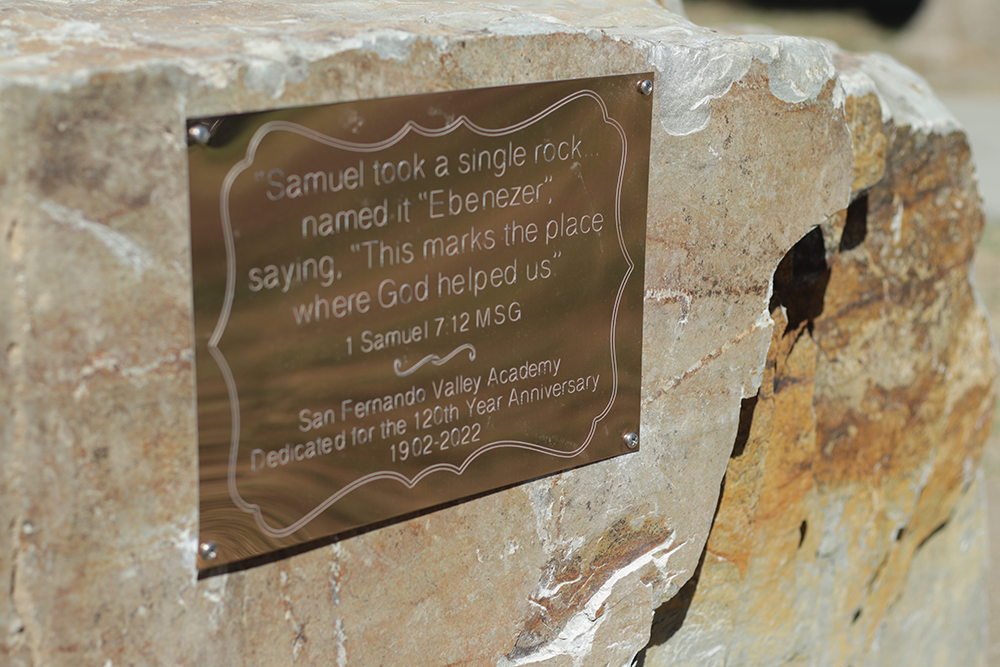 "Samuel took a single rock...
named it "Ebenezer",
saying, "This marks the place
where God helped us."
1 Samuel 7:12 MSG
San Fernando Valley Academy
Dedicated for the 120th Year Anniversary
1902-2022